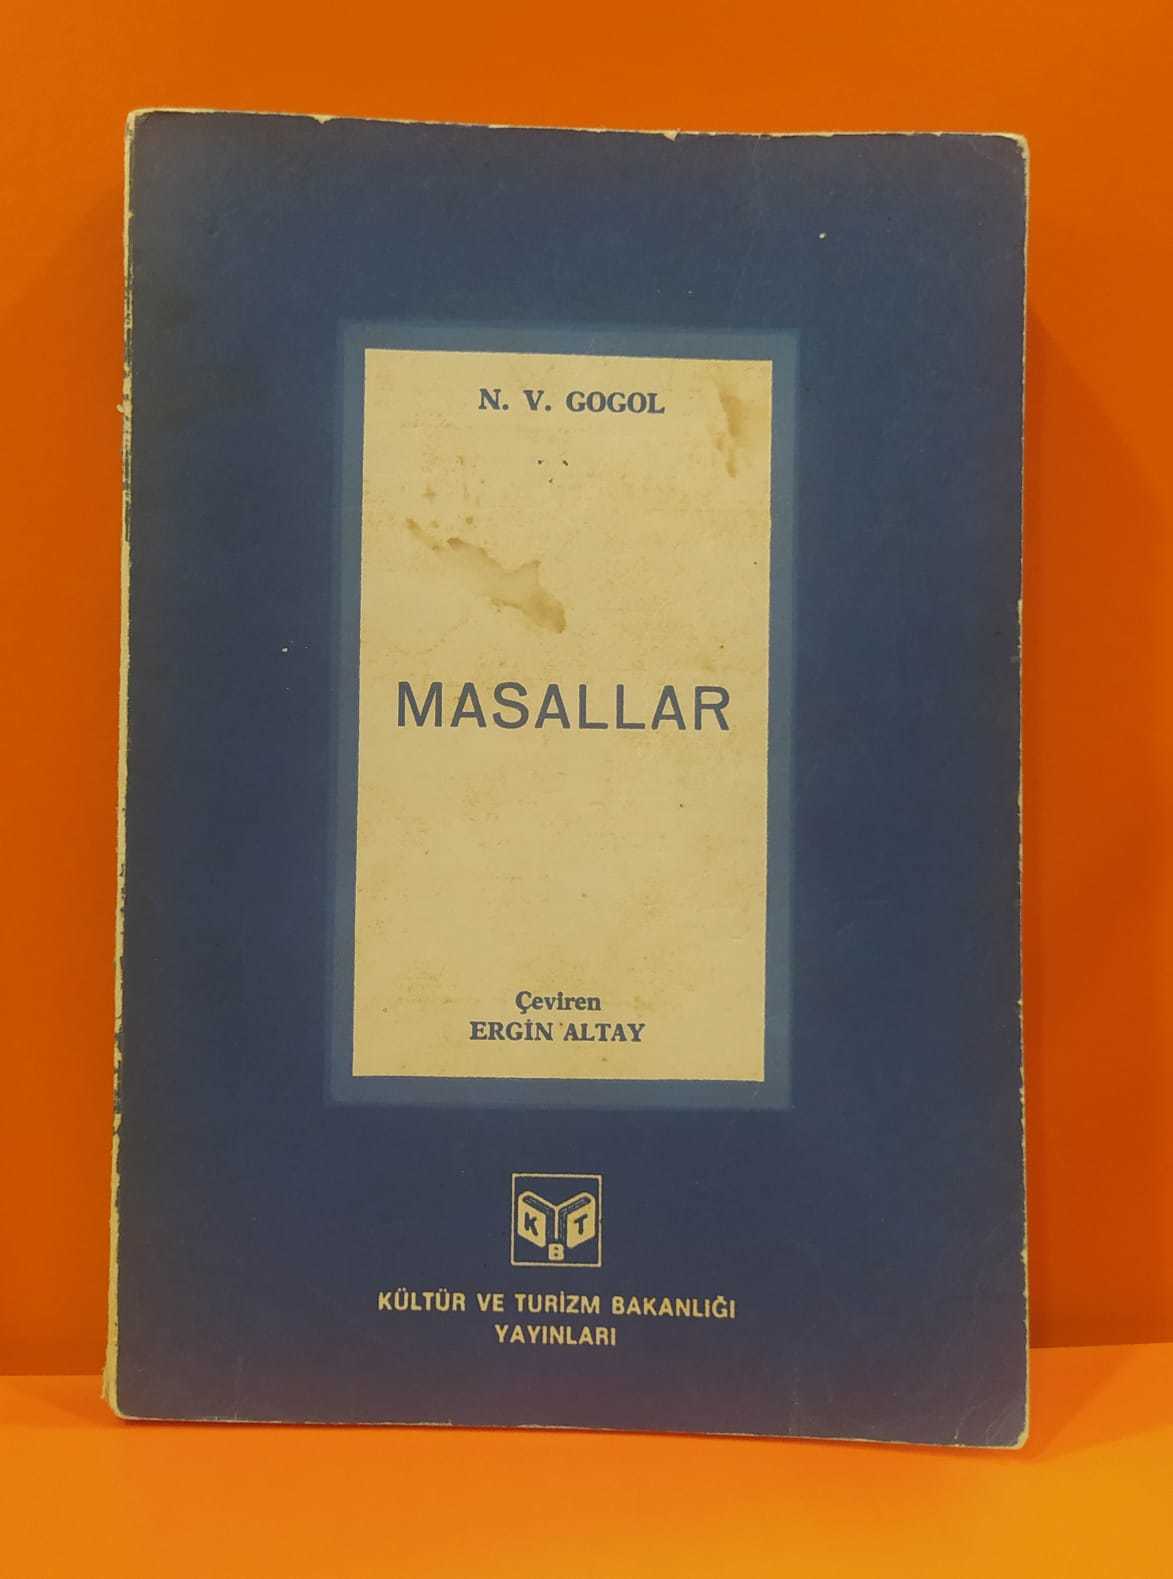 N. V. GOGOL
MASALLAR
Çeviren
ERGİN ALTAY
K T
B
KÜLTÜR VE TURİZM BAKANLIĞI
YAYINLARI